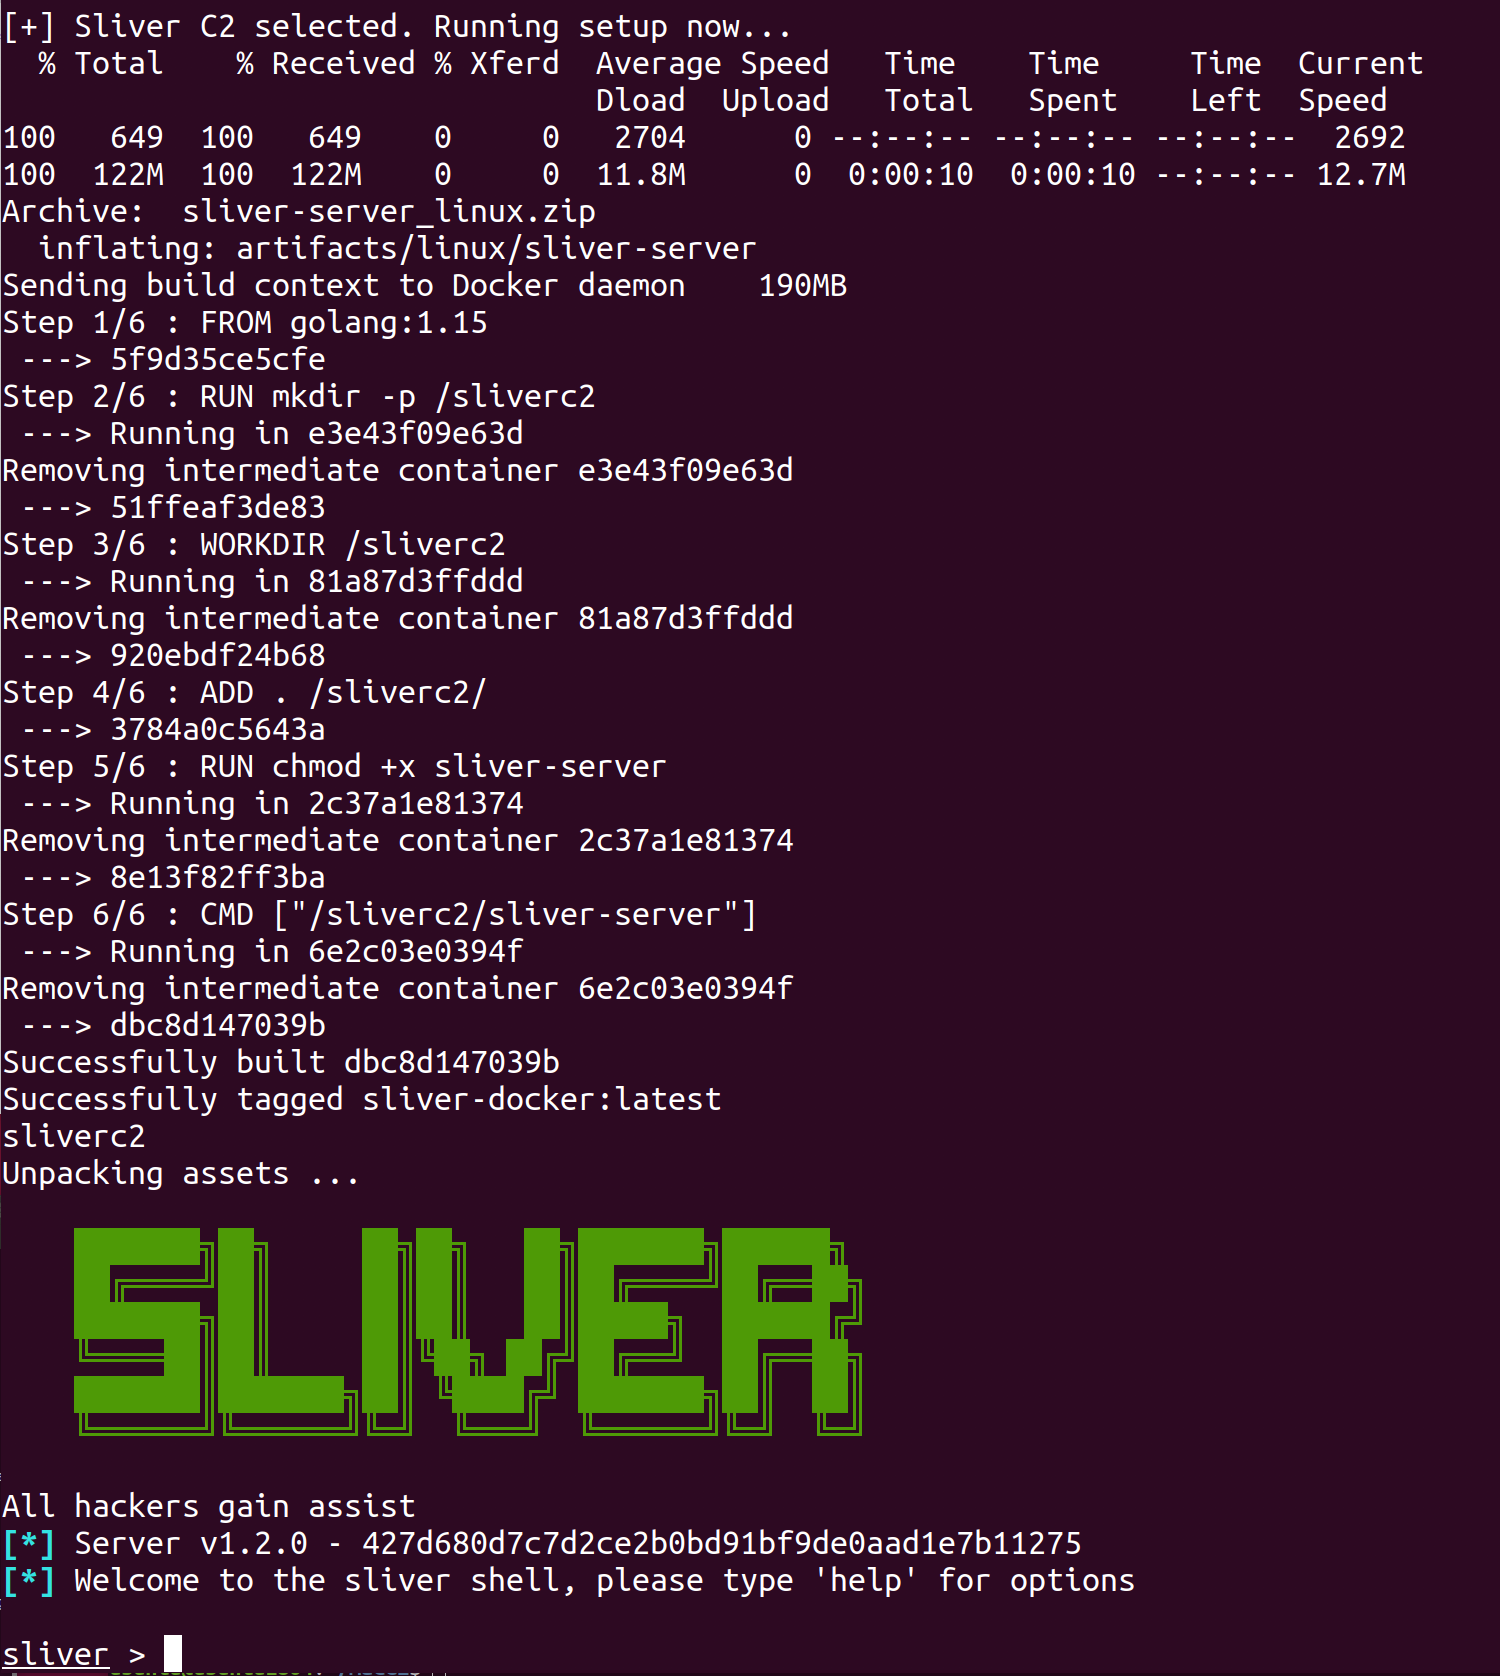 [+] Sliver C2 selected. Running setup now...
  % Total    % Received % Xferd  Average Speed   Time    Time     Time  Current
                                 Dload  Upload   Total   Spent    Left  Speed
100   649  100   649    0     0   2704      0 --:--:-- --:--:-- --:--:--  2692
100  122M  100  122M    0     0  11.8M      0  0:00:10  0:00:10 --:--:-- 12.7M
Archive:  sliver-server_linux.zip
  inflating: artifacts/linux/sliver-server
Sending build context to Docker daemon    190MB
Step 1/6 : FROM golang:1.15
 ---> 5f9d35ce5cfe
Step 2/6 : RUN mkdir -p /sliverc2
 ---> Running in e3e43f09e63d
Removing intermediate container e3e43f09e63d
 ---> 51ffeaf3de83
Step 3/6 : WORKDIR /sliverc2
 ---> Running in 81a87d3ffddd
Removing intermediate container 81a87d3ffddd
 ---> 920ebdf24b68
Step 4/6 : ADD . /sliverc2/
 ---> 3784a0c5643a
Step 5/6 : RUN chmod +x sliver-server
 ---> Running in 2c37a1e81374
Removing intermediate container 2c37a1e81374
 ---> 8e13f82ff3ba
Step 6/6 : CMD ["/sliverc2/sliver-server"]
 ---> Running in 6e2c03e0394f
Removing intermediate container 6e2c03e0394f
 ---> dbc8d147039b
Successfully built dbc8d147039b
Successfully tagged sliver-docker:latest
sliverc2
Unpacking assets ...
SLIVER
All hackers gain assist
[*] Server v1.2.0 - 427d680d7c7d2ce2b0bd91bf9de0aad1e7b11275
[*] Welcome to the sliver shell, please type 'help' for options
sliver >